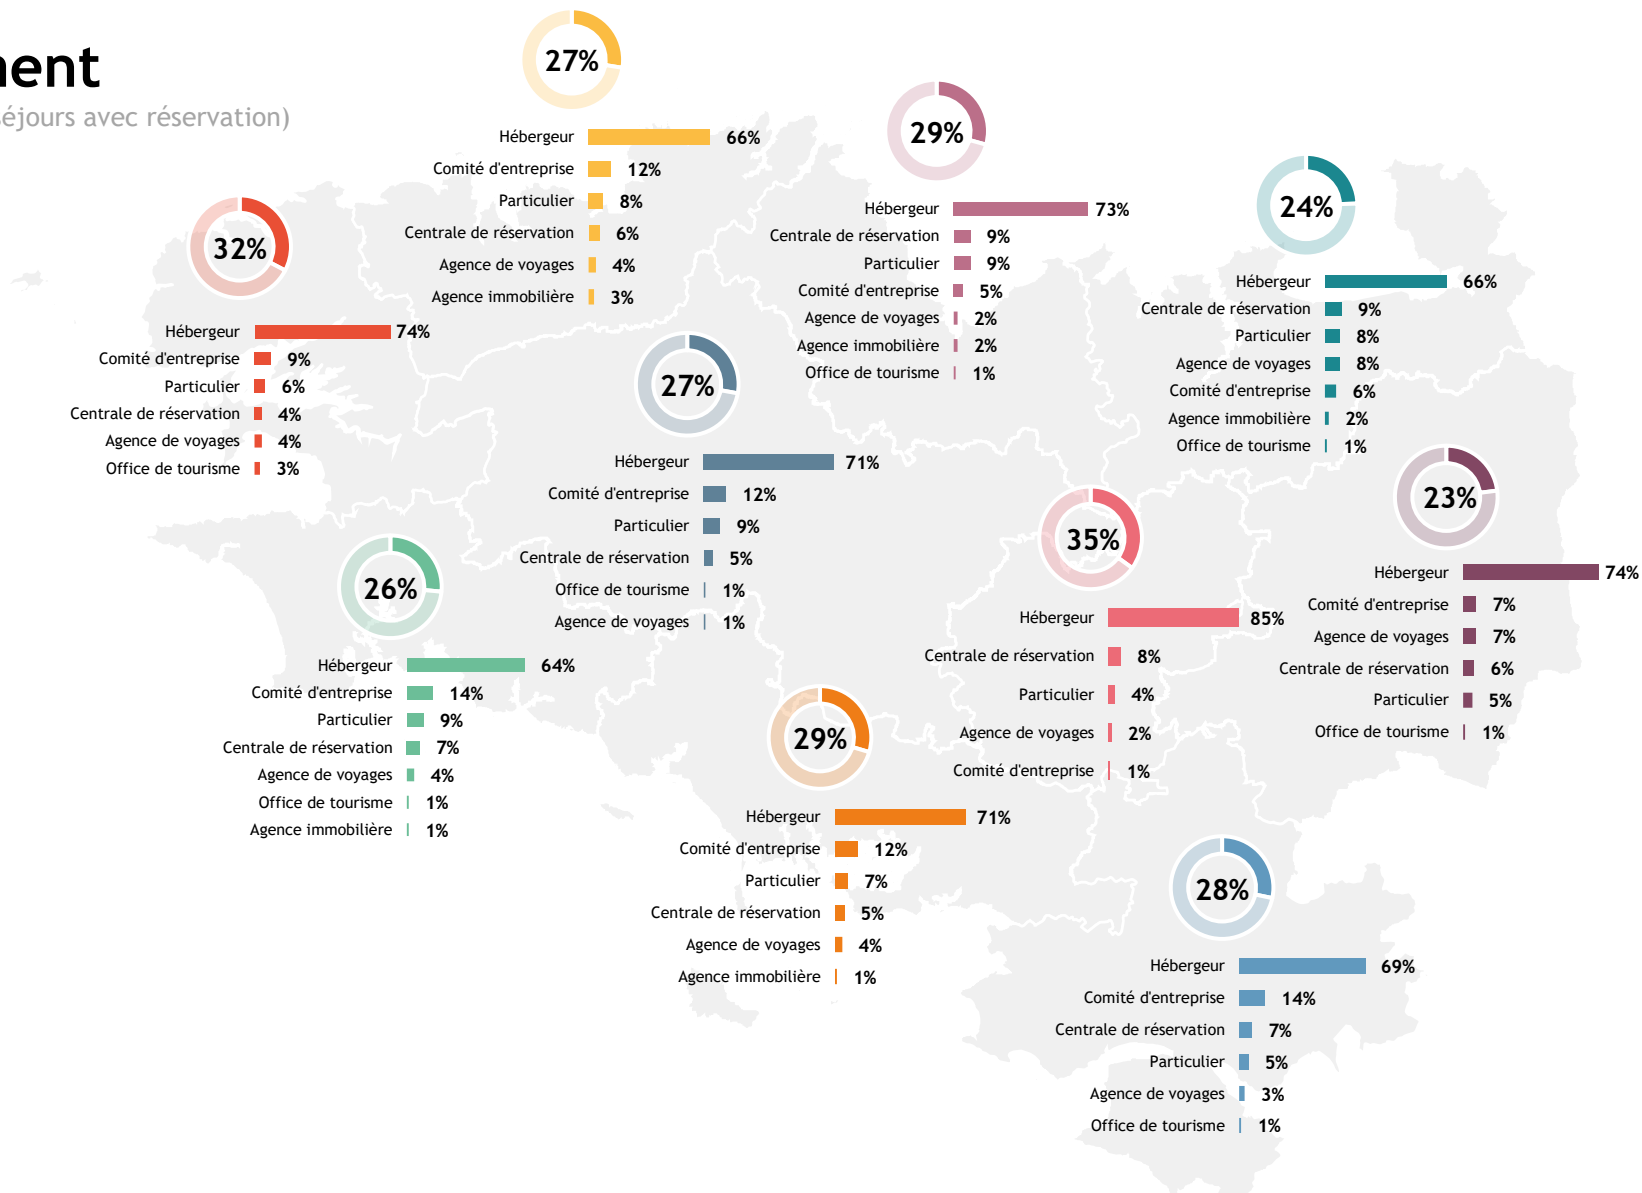 séjours avec réservation)
27%
Hébergeur 66%
Comité d'entreprise 12%
Particulier 8%
Centrale de réservation 6%
Agence de voyages 4%
Agence immobilière 3%
29%
Hébergeur 73%
Centrale de réservation 9%
Particulier 9%
Comité d'entreprise 5%
Agence de voyages 2%
Agence immobilière 2%
Office de tourisme 1%
24%
Hébergeur 66%
Centrale de réservation 9%
Particulier 8%
Agence de voyages 8%
Comité d'entreprise 6%
Agence immobilière 2%
Office de tourisme 1%
32%
Hébergeur 74%
Comité d'entreprise 9%
Particulier 6%
Centrale de réservation 4%
Agence de voyages 4%
Office de tourisme 3%
27%
Hébergeur 71%
Comité d'entreprise 12%
Particulier 9%
Centrale de réservation 5%
Office de tourisme 1%
Agence de voyages 1%
23%
Hébergeur 74%
Comité d'entreprise 7%
Agence de voyages 7%
Centrale de réservation 6%
Particulier 5%
Office de tourisme 1%
35%
Hébergeur 85%
Centrale de réservation 8%
Particulier 4%
Agence de voyages 2%
Comité d'entreprise 1%
26%
Hébergeur 64%
Comité d'entreprise 14%
Particulier 9%
Centrale de réservation 7%
Agence de voyages 4%
Office de tourisme 1%
Agence immobilière 1%
29%
Hébergeur 71%
Comité d'entreprise 12%
Particulier 7%
Centrale de réservation 5%
Agence de voyages 4%
Agence immobilière 1%
28%
Hébergeur 69%
Comité d'entreprise 14%
Centrale de réservation 7%
Particulier 5%
Agence de voyages 3%
Office de tourisme 1%